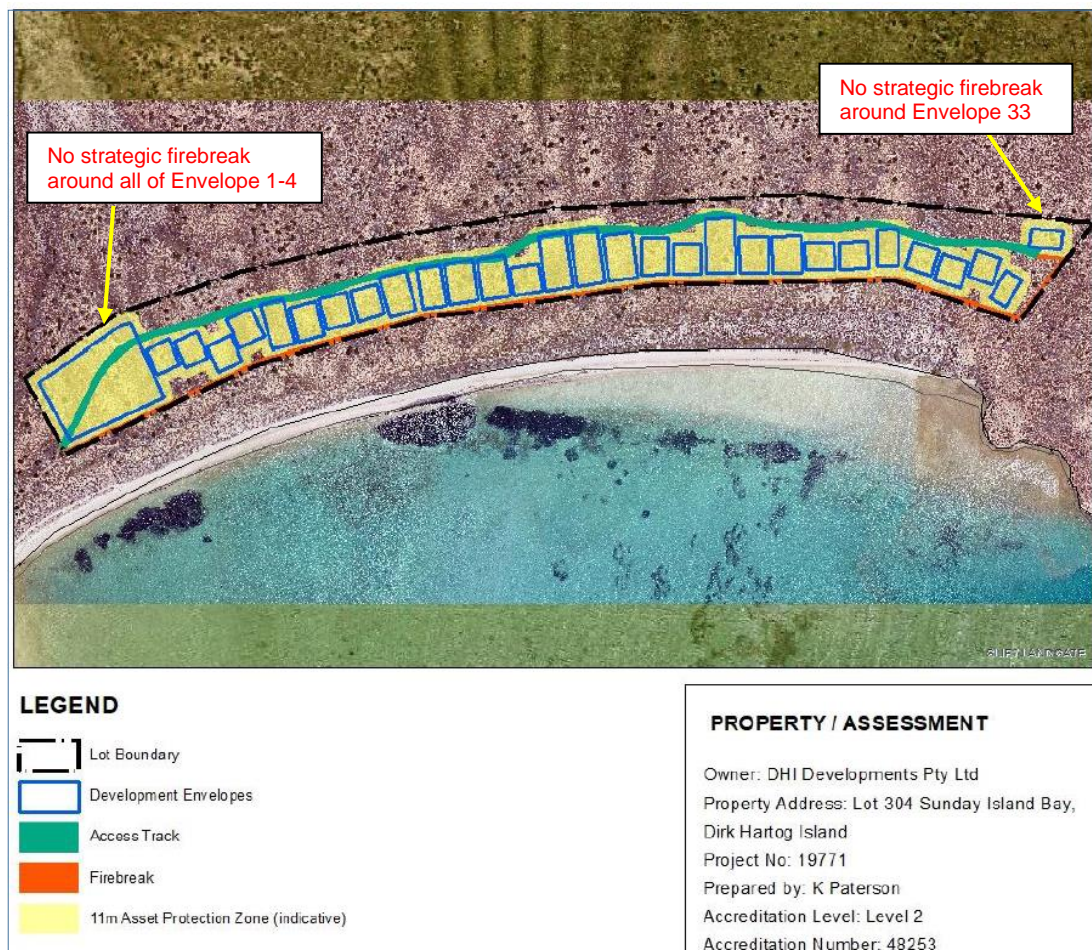 No strategic firebreak
around Envelope 33
No strategic firebreak
around all of Envelope 1-4
LEGEND
Lot Boundary
Development Envelopes
Access Track
Firebreak
11m Asset Protection Zone (indicative)
PROPERTY / ASSESSMENT
Owner: DHI Developments Pty Ltd
Property Address: Lot 304 Sunday Island Bay,
Dirk Hartog Island
Project No: 19771
Prepared by: K Paterson
Accreditation Level: Level 2
Accreditation Number: 48253